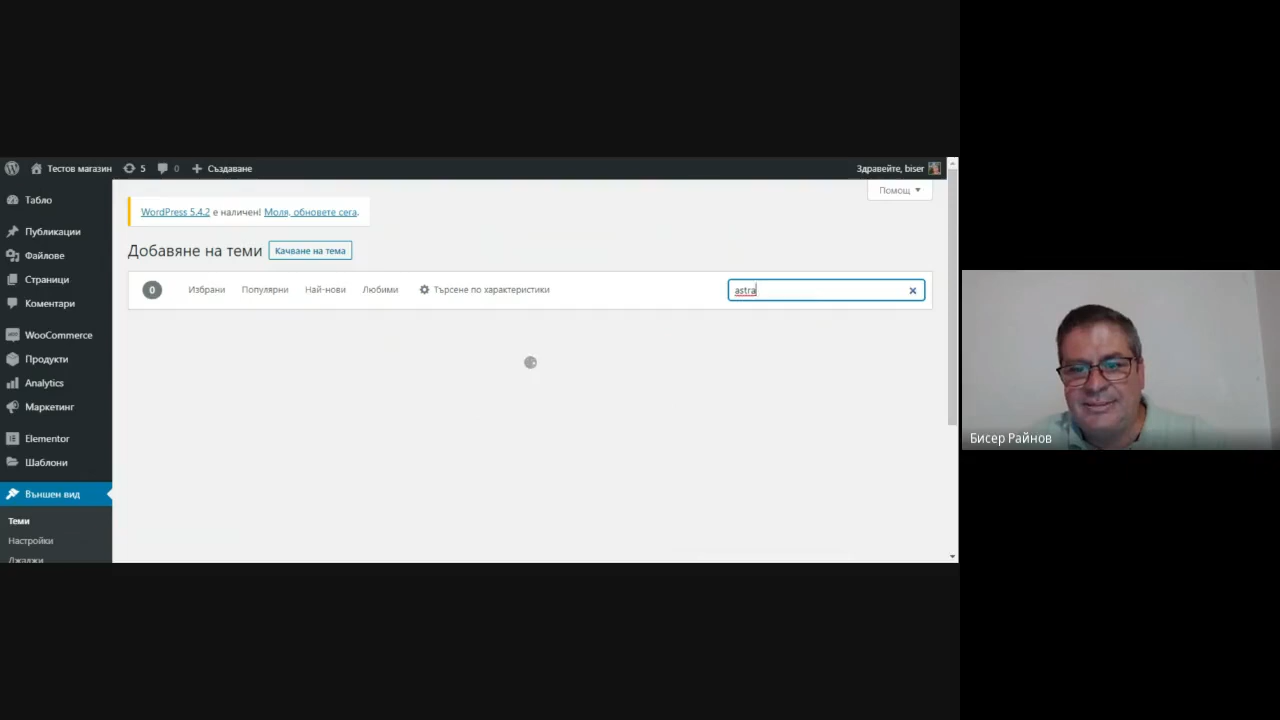 Тестов магазин 5 0 Създаване Здравейте, biser
Помощ
Табло
Публикации
Файлове
Страници
Коментари
WooCommerce
Продукти
Analytics
Маркетинг
Elementor
Шаблони
Външен вид
Теми
Настройки
Джаджи
WordPress 5.4.2 е наличен! Моля, обновете сега.
Добавяне на теми Качване на тема
0 Избрани Популярни Най-нови Любими Търсене по характеристики astra
Бисер Райнов